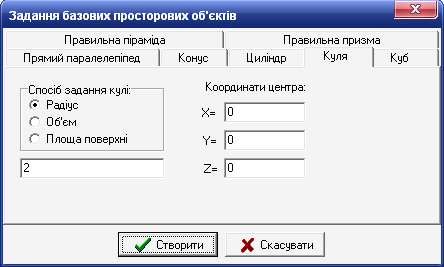 Задання базових просторових об'єктів
Правильна піраміда
Правильна призма
Прямий паралелепіпед
Конус
Циліндр
Куля
Куб
Спосіб задання кулі:
Радіус
Об'єм
Площа поверхні
2
Координати центра:
X= 0
Y= 0
Z= 0
Створити
Скасувати